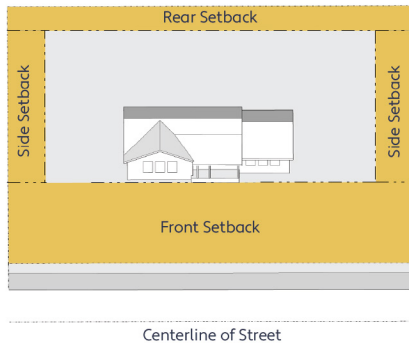 Rear Setback
Side Setback
Side Setback
Front Setback
Centerline of Street